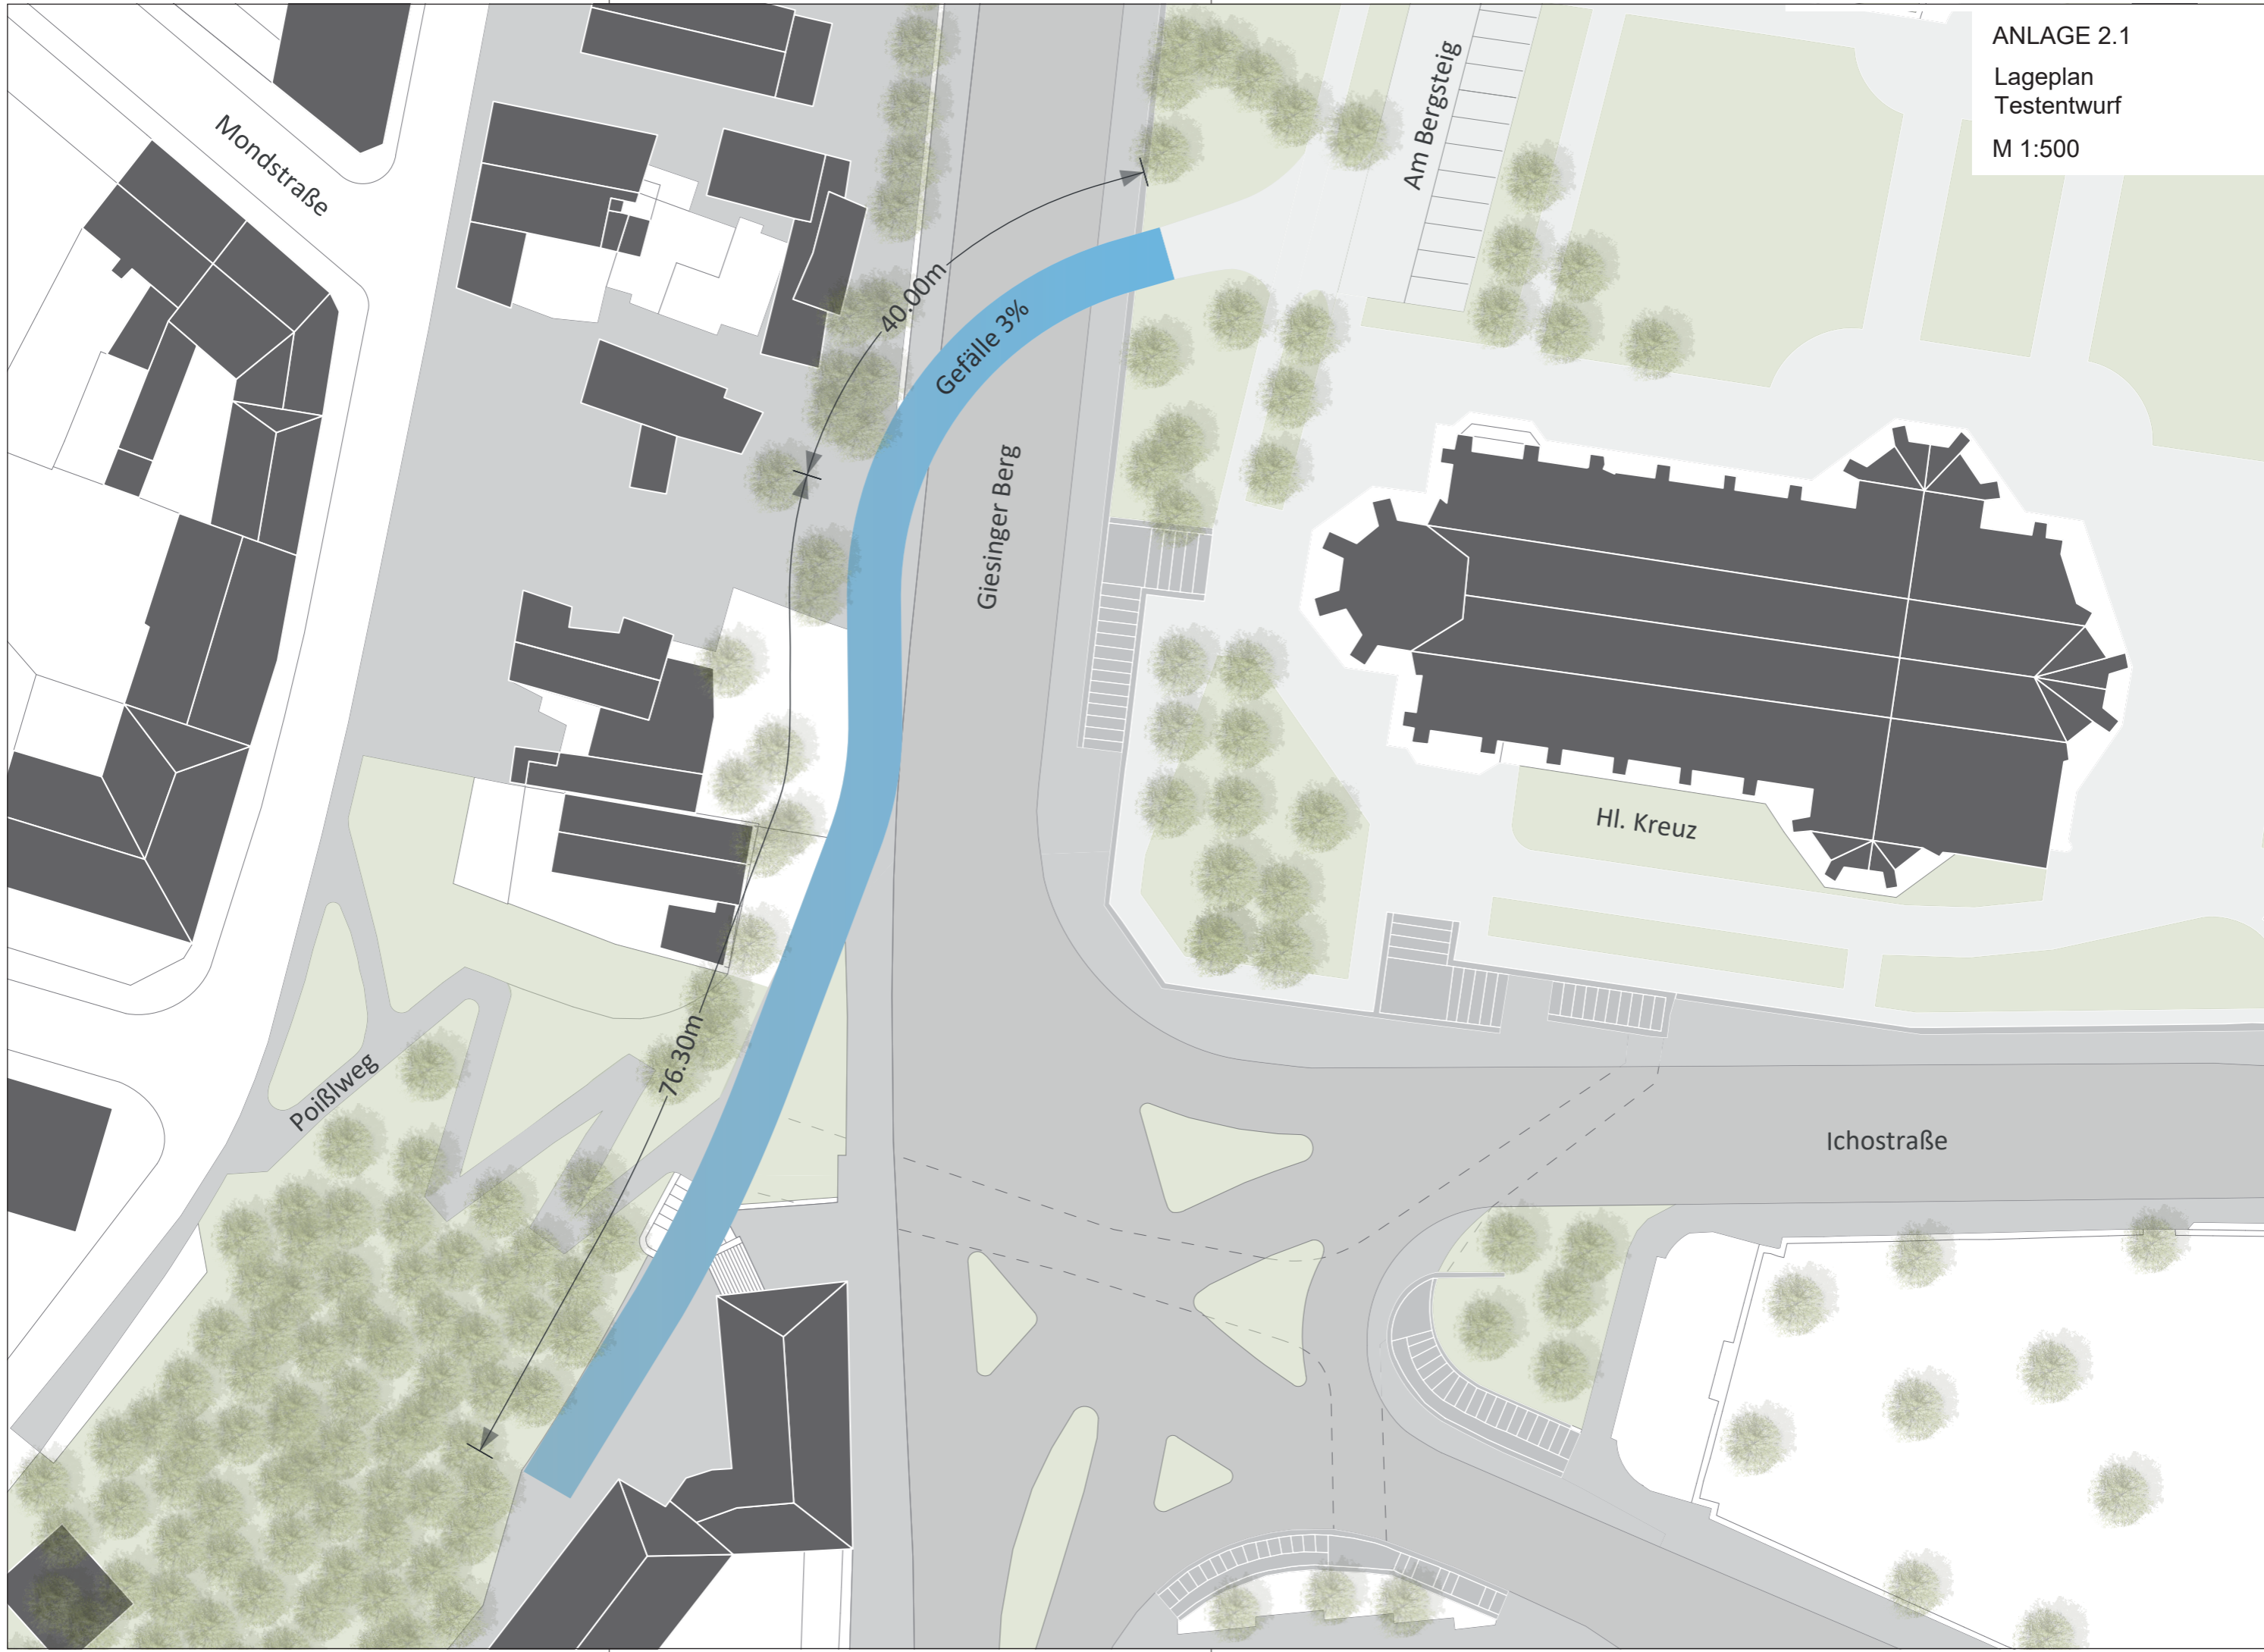 ANLAGE 2.1
Lageplan
Testentwurf
M 1:500
Mondstraße
Am Bergsteig
40.00m
Gefälle 3%
Giesinger Berg
Hl. Kreuz
76.30m
Poißlweg
Ichostraße